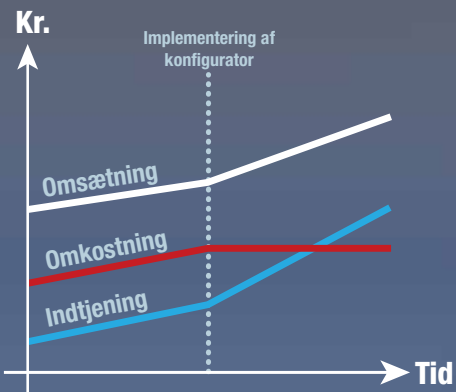 Kr.
Implementering af
konfigurator
Omsætning
Omkostning
Indtjening
Tid